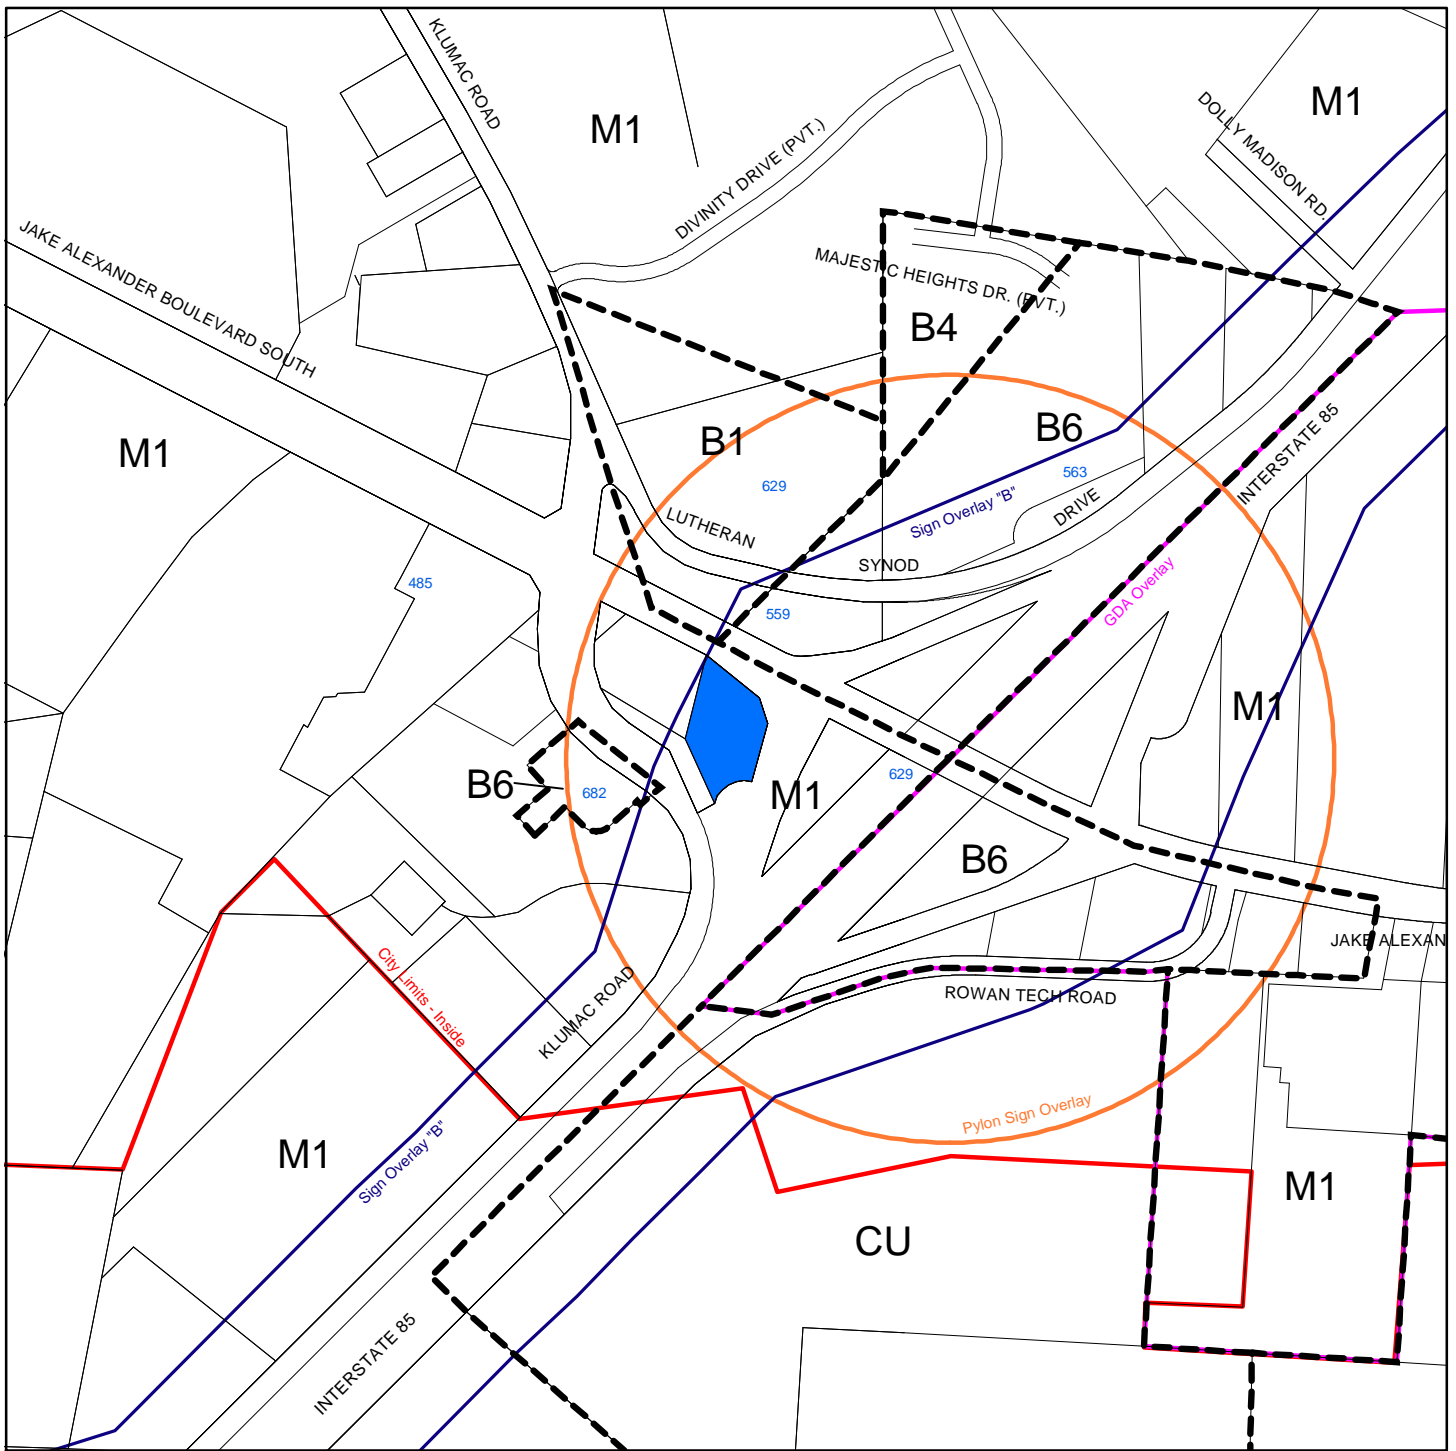 KLUMAC ROAD
M1
M1
DOLLY MADISON RD.
DIVINITY DRIVE (PVT.)
JAKE ALEXANDER BOULEVARD SOUTH
MAJESTIC HEIGHTS DR. (PVT.)
B4
M1
B1
B6
INTERSTATE 85
629
563
Sign Overlay "B"
DRIVE
LUTHERAN
SYNOD
485
559
GDA Overlay
M1
B6
682
M1
629
B6
JAKE ALEXAN
City Limits - Inside
KLUMAC ROAD
ROWAN TECH ROAD
Pylon Sign Overlay
M1
Sign Overlay "B"
M1
CU
INTERSTATE 85